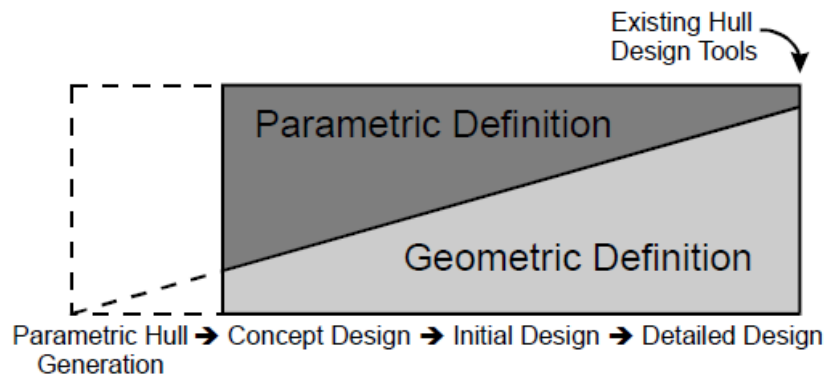 Existing Hull
Design Tools
Parametric Definition
Geometric Definition
Parametric Hull ➔ Concept Design ➔ Initial Design ➔ Detailed Design
Generation